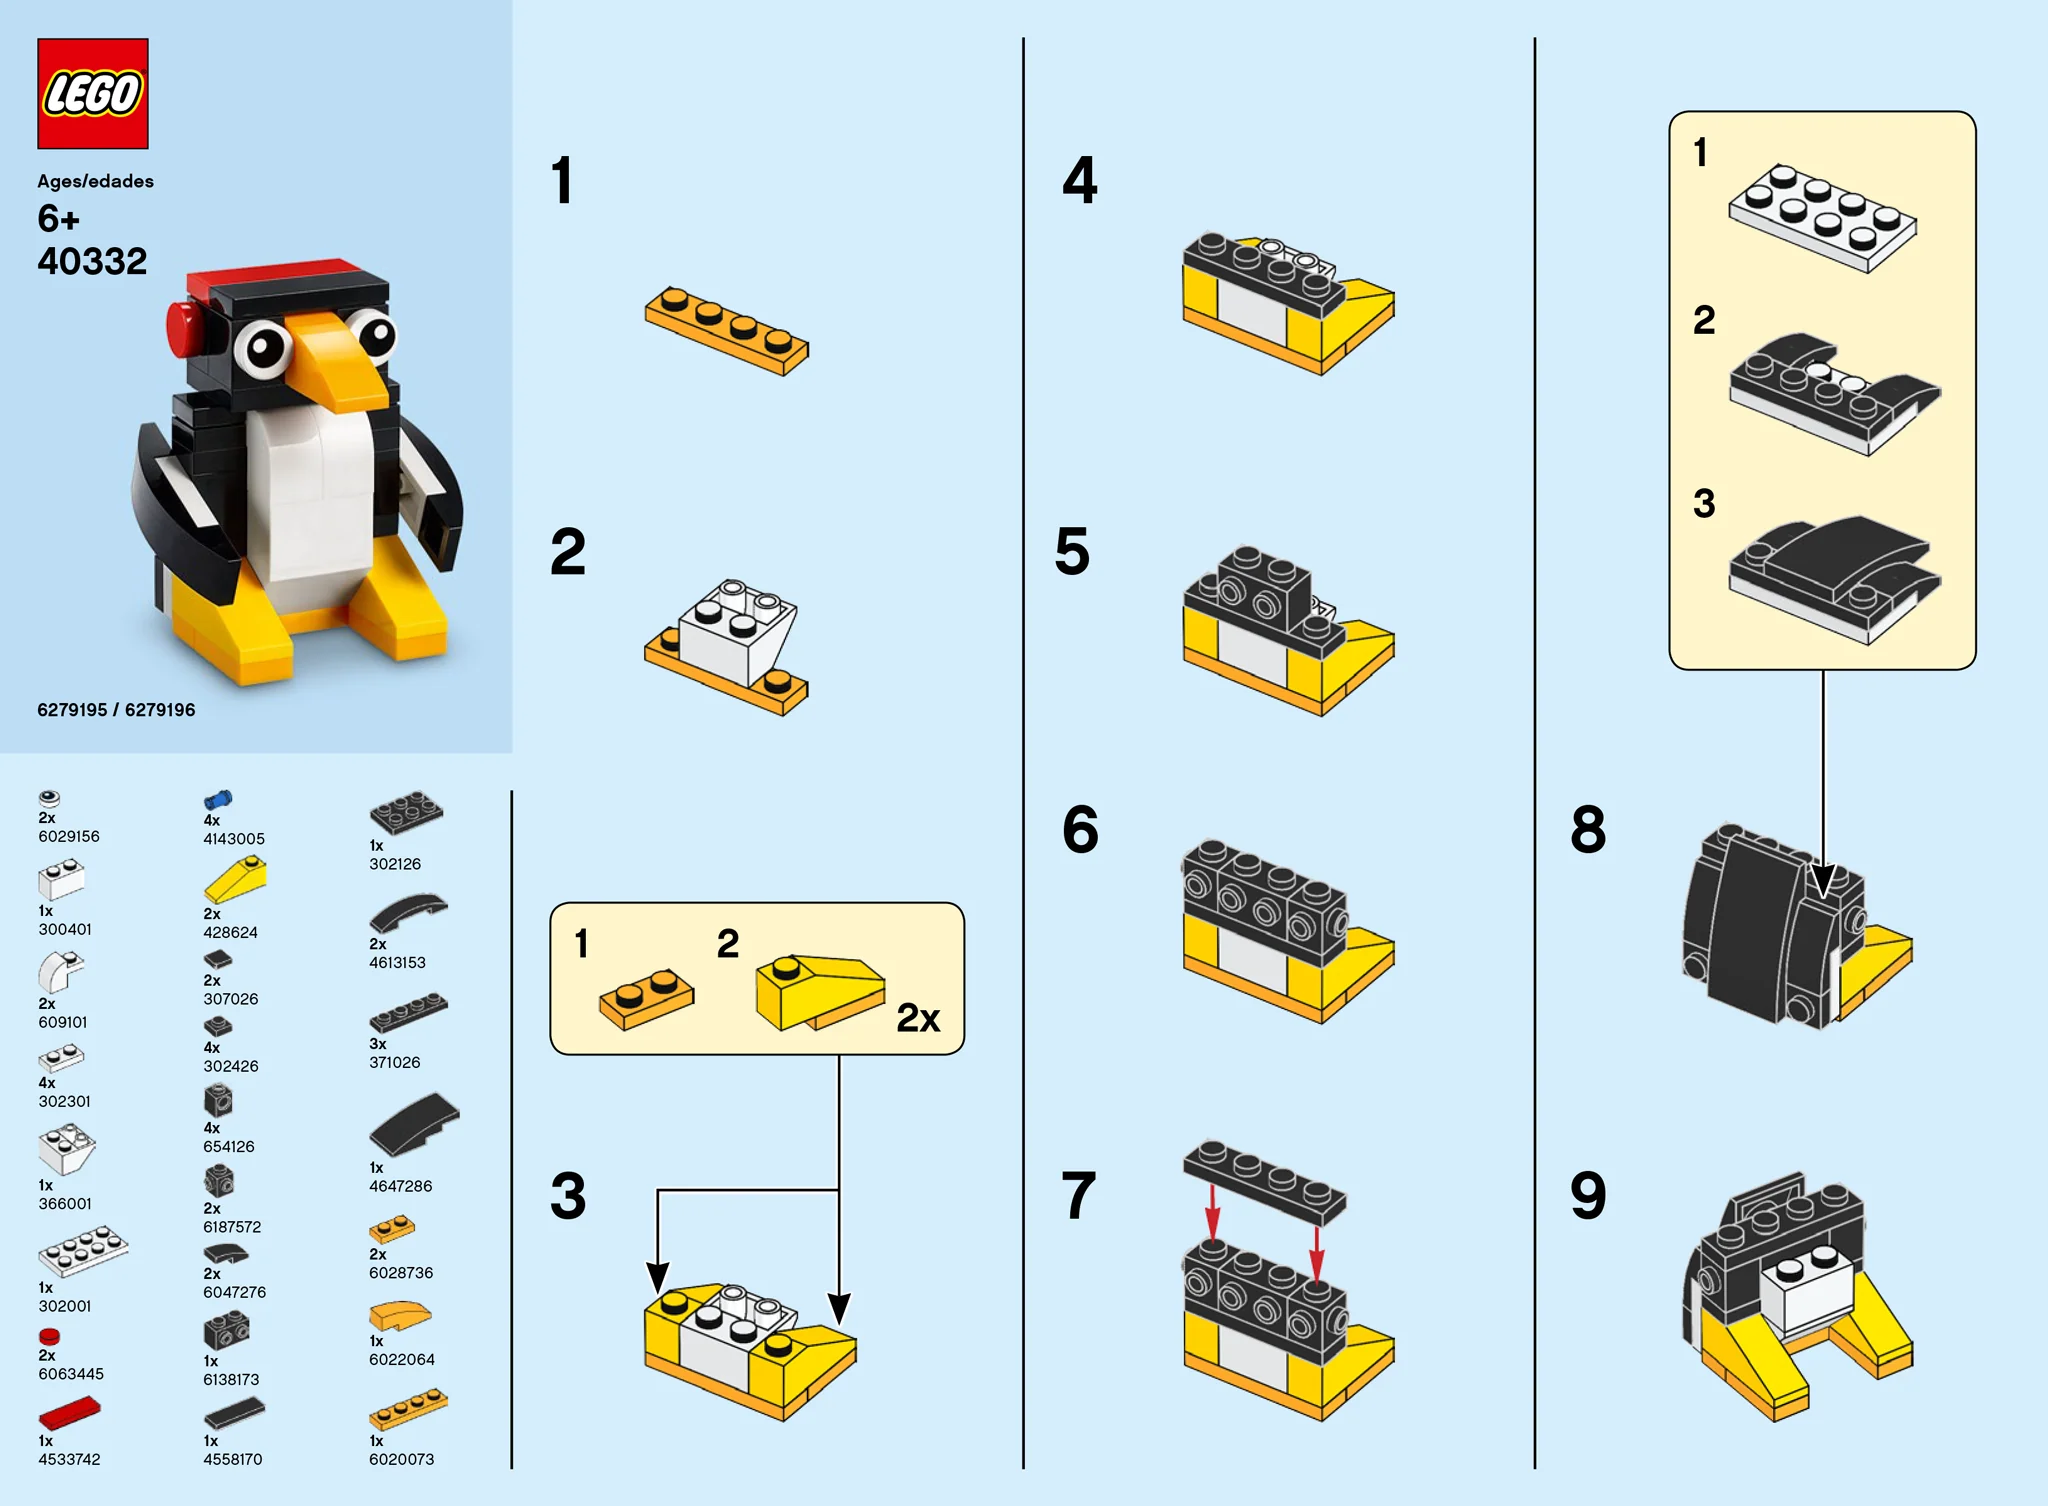 LEGO
Ages/edades
6+
40332
6279195 / 6279196
2x
6029156
1x
300401
2x
609101
4x
302301
1x
366001
1x
302001
2x
6063445
1x
4533742
4x
4143005
2x
428624
2x
307026
4x
302426
4x
654126
2x
6187572
2x
6047276
1x
6138173
1x
4558170
1x
302126
2x
4613153
3x
371026
1x
4647286
2x
6028736
1x
6022064
1x
6020073
1
2
1
2
2x
3
4
5
6
7
1
2
3
8
9